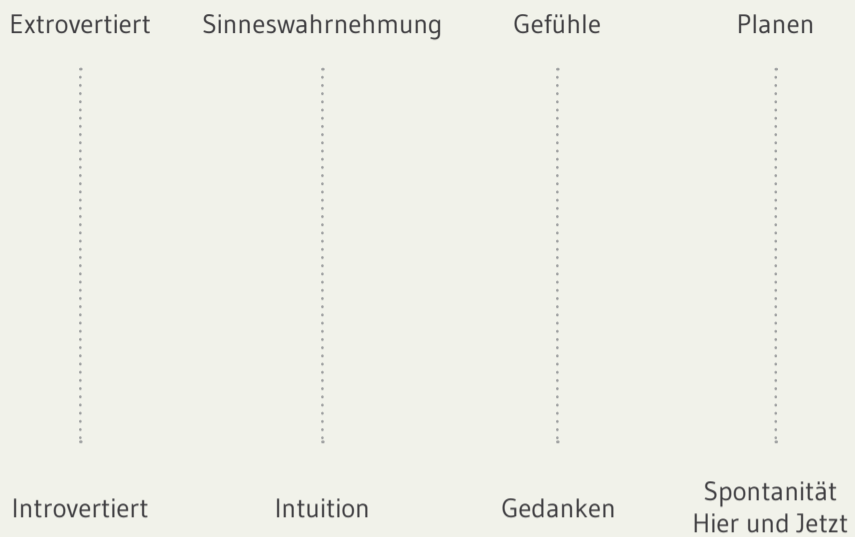 Extrovertiert Sinneswahrnehmung Gefühle Planen
Introvertiert Intuition Gedanken Spontanität
Hier und Jetzt